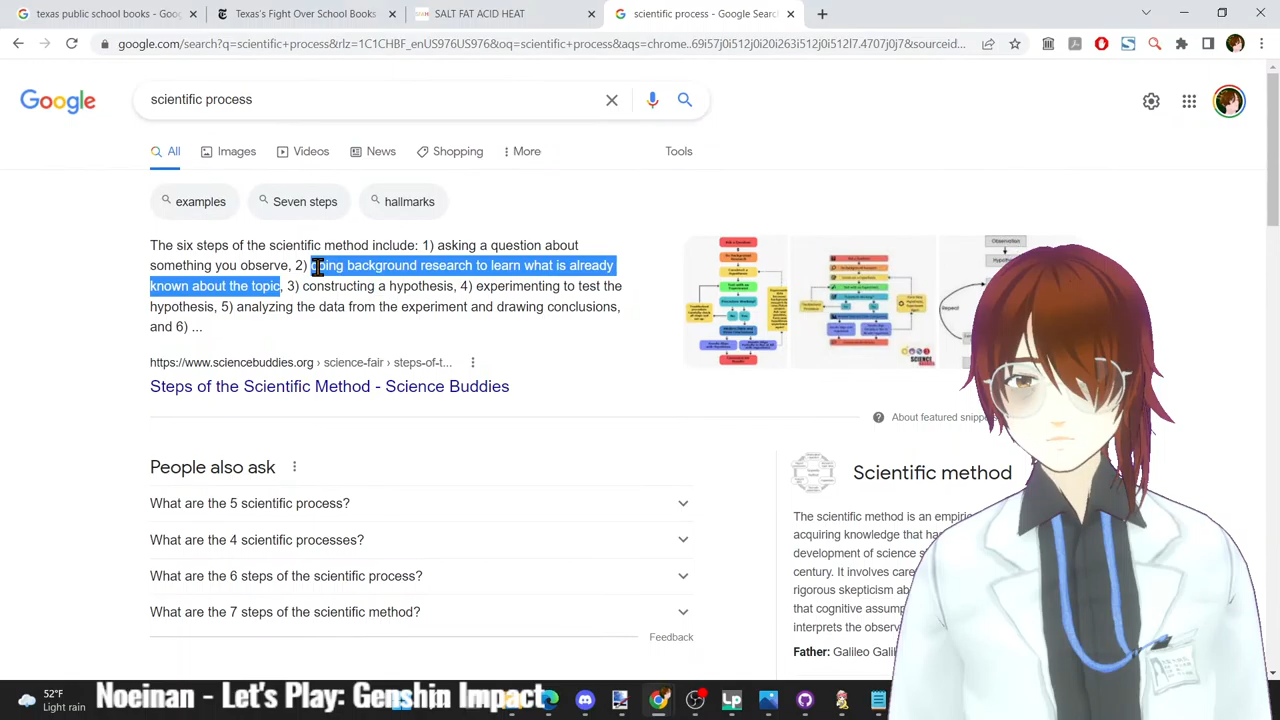 texas public school books - Goog
Texas's Fight Over School Books
SALT FAT ACID HEAT
scientific process - Google Searc
google.com/search?q=scientific+process&rlz=1C1CHBF_enUS976US976&oq=scientific+process&aqs=chrome..69i57j0i512j0i20i263i512j0i512l7.4707j0j7&sourceid...
Google
scientific process
All
Images
Videos
News
Shopping
More
Tools
examples
Seven steps
hallmarks
The six steps of the scientific method include: 1) asking a question about
something you observe, 2) doing background research to learn what is already
known about the topic, 3) constructing a hypothesis, 4) experimenting to test the
hypothesis, 5) analyzing the data from the experiment and drawing conclusions,
and 6) ...
https://www.sciencebuddies.org › science-fair › steps-of-t...
Steps of the Scientific Method - Science Buddies
Observation
Repeat
SCIENCE
About featured snippets
People also ask
What are the 5 scientific process?
What are the 4 scientific processes?
What are the 6 steps of the scientific process?
What are the 7 steps of the scientific method?
Feedback
Scientific method
The scientific method is an empiri
acquiring knowledge that ha
development of science s
century. It involves care
rigorous skepticism ab
that cognitive assump
interprets the observ
Father: Galileo Galil
52°F
Light rain
Noeinan - Let's Play: Genshin Impact